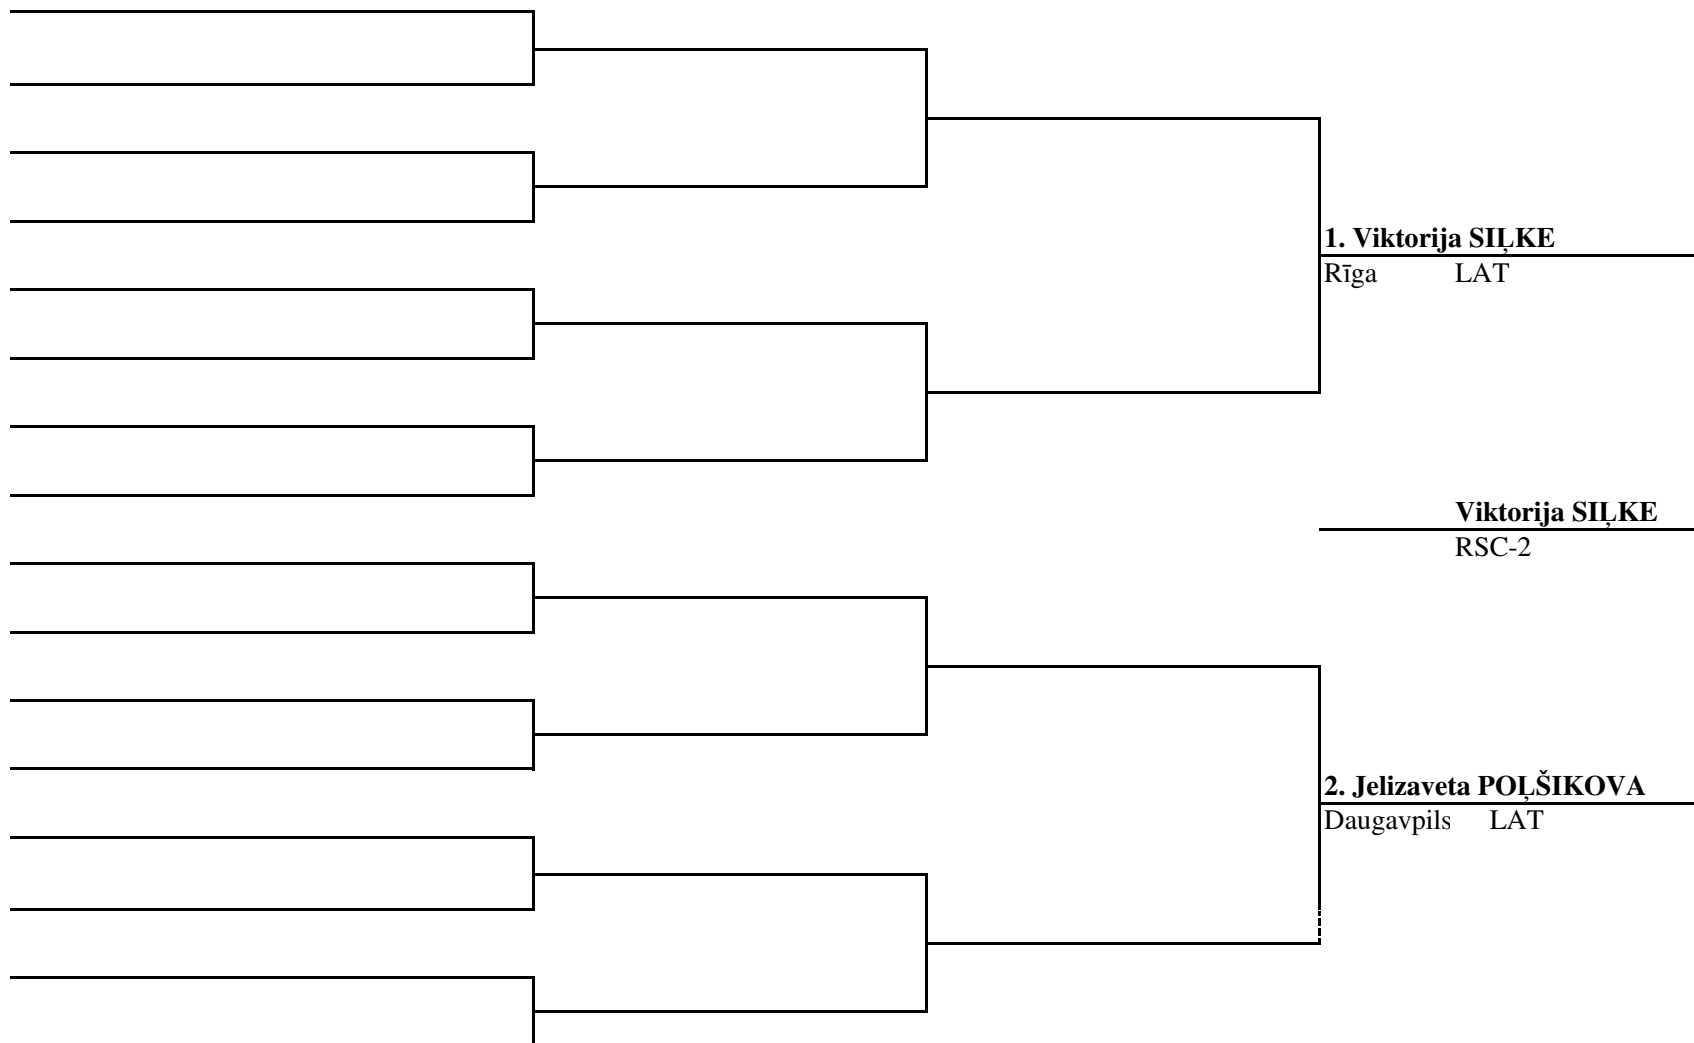 1. Viktorija SIĻKE
Rīga LAT
Viktorija SIĻKE
RSC-2
2. Jelizaveta POĻŠIKOVA
Daugavpils LAT